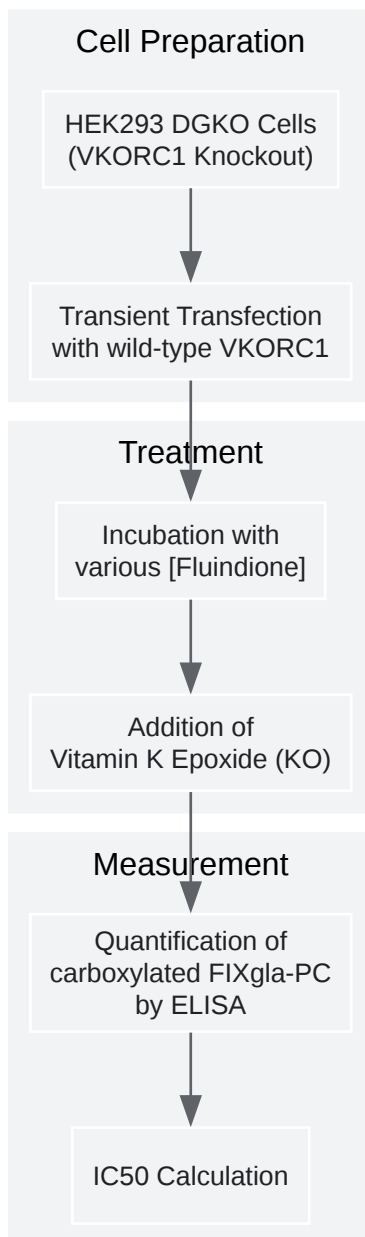 Cell Preparation
HEK293 DGKO Cells
(VKORC1 Knockout)
Transient Transfection
with wild-type VKORC1
Treatment
Incubation with
various [Fluindione]
Addition of
Vitamin K Epoxide (KO)
Measurement
Quantification of
carboxylated FIXgla-PC
by ELISA
IC50 Calculation